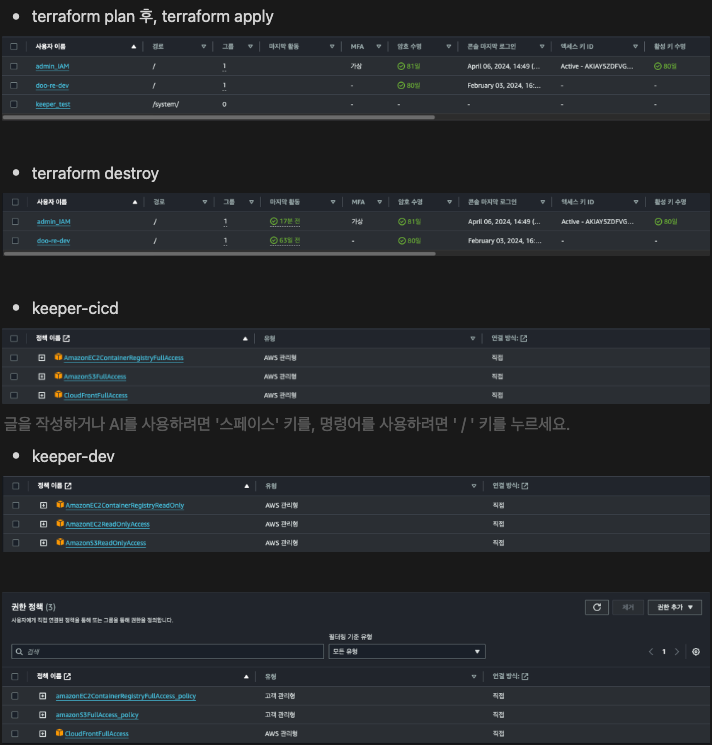 • terraform plan 후, terraform apply
사용자 이름 ▲ 경로 ▽ 그룹 ▽ 마지막 활동 ▽ MFA ▽ 암호 수명 ▽ 콘솔 마지막 로그인 ▽ 액세스 키 ID ▽ 활성 키 수명
admin_IAM / 1 가상 81일 April 06, 2024, 14:49 (... Active - AKIAY5ZDFVG... 80일
doo-re-dev / 1 - 80일 February 03, 2024, 16:... - -
keeper_test /system/ 0 - - - - -
• terraform destroy
사용자 이름 ▲ 경로 ▽ 그룹 ▽ 마지막 활동 ▽ MFA ▽ 암호 수명 ▽ 콘솔 마지막 로그인 ▽ 액세스 키 ID ▽ 활성 키 수명
admin_IAM / 1 17분 전 가상 81일 April 06, 2024, 14:49 (... Active - AKIAY5ZDFVG... 80일
doo-re-dev / 1 63일 전 - 80일 February 03, 2024, 16:... - -
• keeper-cicd
정책 이름 ▲ 유형 ▽ 연결 방식:
AmazonEC2ContainerRegistryFullAccess AWS 관리형 직접
AmazonS3FullAccess AWS 관리형 직접
CloudFrontFullAccess AWS 관리형 직접
글을 작성하거나 AI를 사용하려면 '스페이스' 키를, 명령어를 사용하려면 ' / ' 키를 누르세요.
• keeper-dev
정책 이름 ▲ 유형 ▽ 연결 방식:
AmazonEC2ContainerRegistryReadOnly AWS 관리형 직접
AmazonEC2ReadOnlyAccess AWS 관리형 직접
AmazonS3ReadOnlyAccess AWS 관리형 직접
권한 정책 (3) 제거 권한 추가 ▼
사용자에게 직접 연결된 정책을 통해 또는 그룹을 통해 권한을 정의합니다.
필터링 기준 유형
검색 모든 유형 ▼ < 1 >
정책 이름 ▲ 유형 ▽ 연결 방식:
amazonEC2ContainerRegistryFullAccess_policy 고객 관리형 직접
amazonS3FullAccess_policy 고객 관리형 직접
CloudFrontFullAccess AWS 관리형 직접